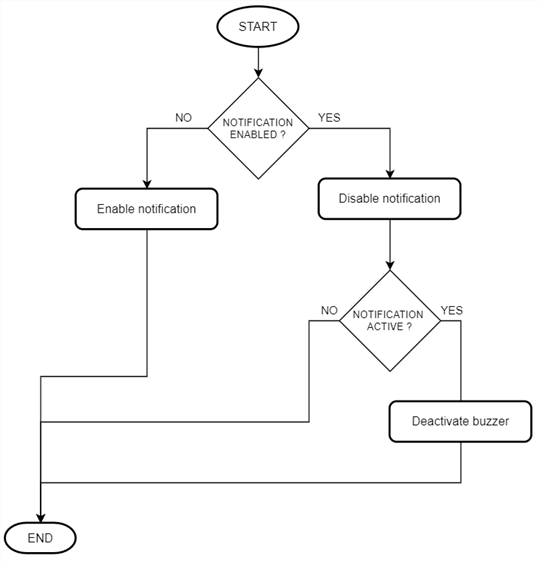 START
NO
YES
NOTIFICATION
ENABLED ?
Enable notification
Disable notification
NO
YES
NOTIFICATION
ACTIVE ?
Deactivate buzzer
END